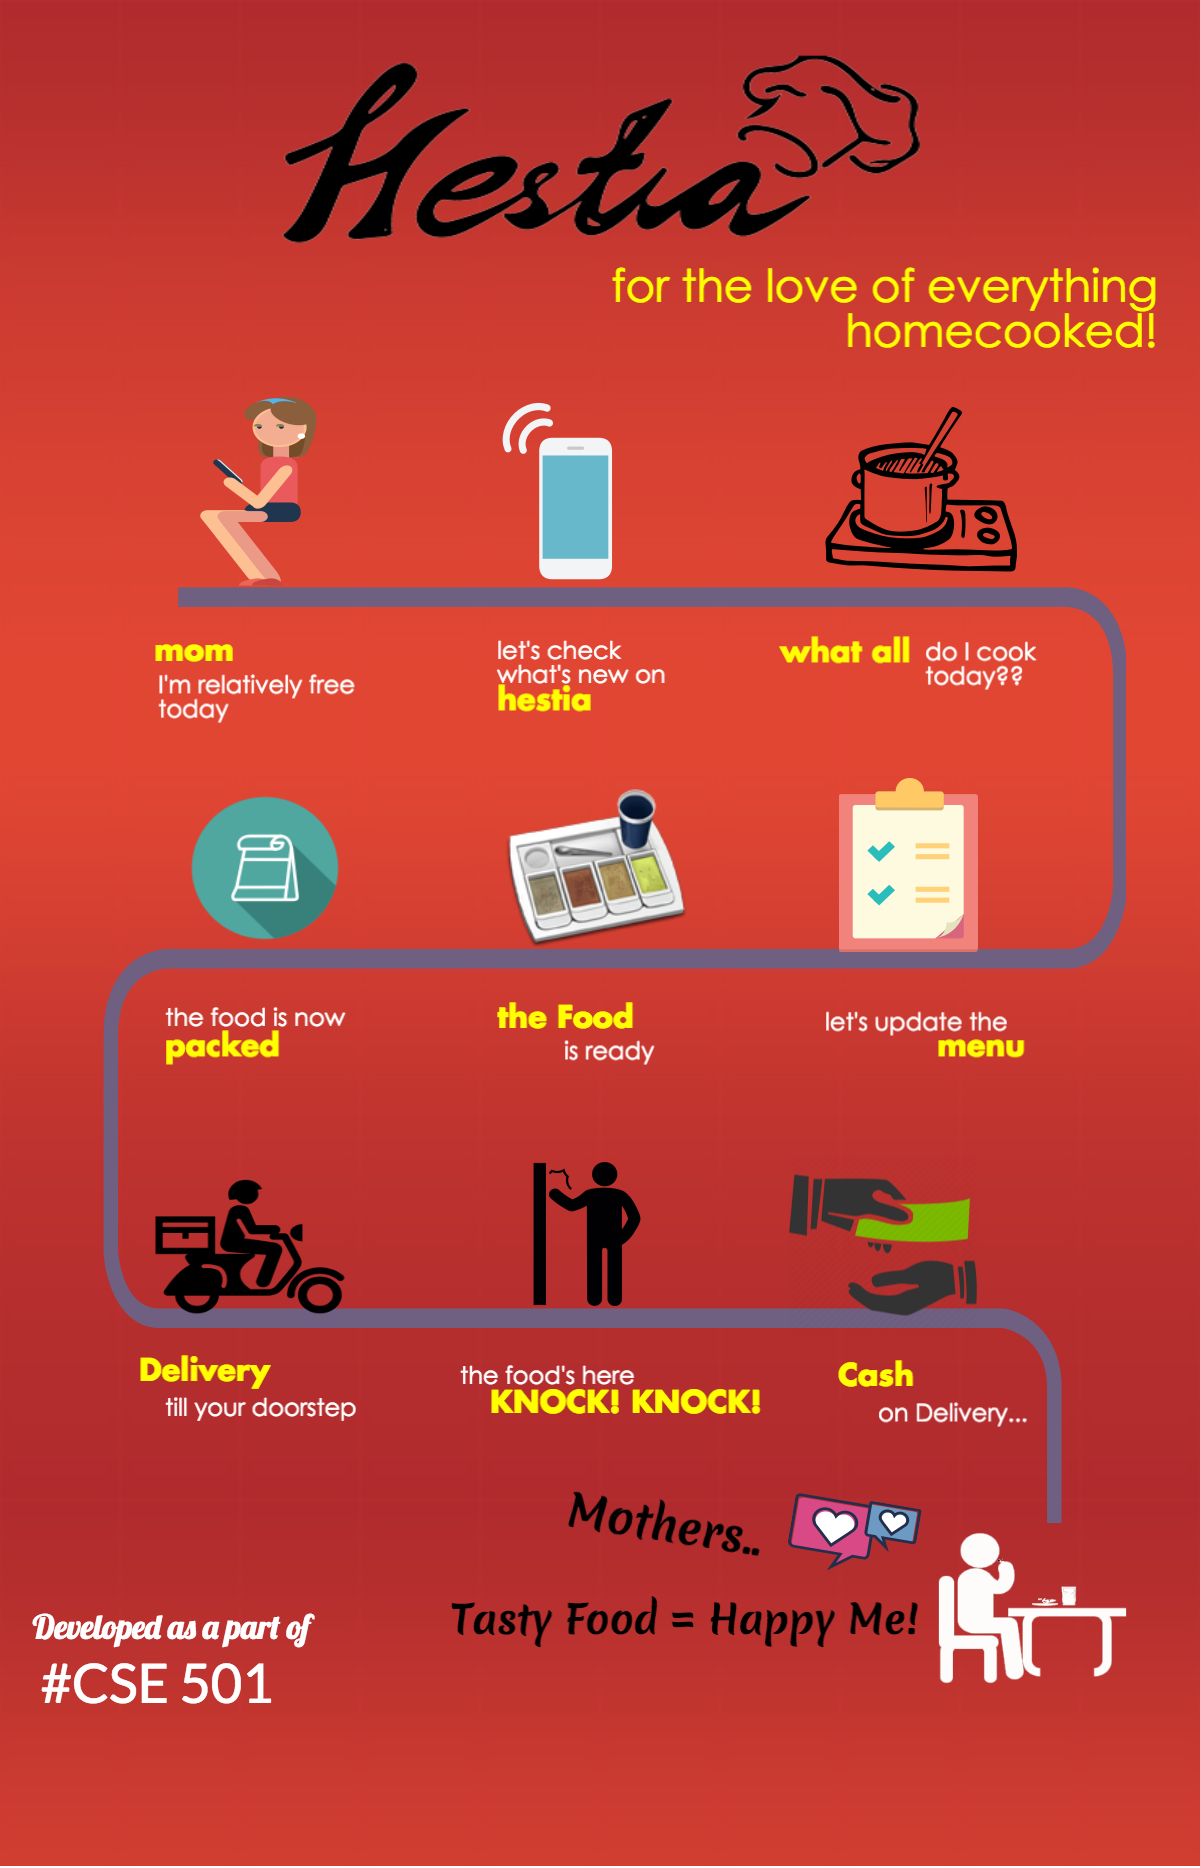 Hestia
for the love of everything
homecooked!
mom
I'm relatively free
today
let's check
what's new on
hestia
what all do I cook
today??
the food is now
packed
the Food
is ready
let's update the
menu
Delivery
till your doorstep
the food's here
KNOCK! KNOCK!
Cash
on Delivery...
Mothers..
Tasty Food = Happy Me!
Developed as a part of
#CSE 501